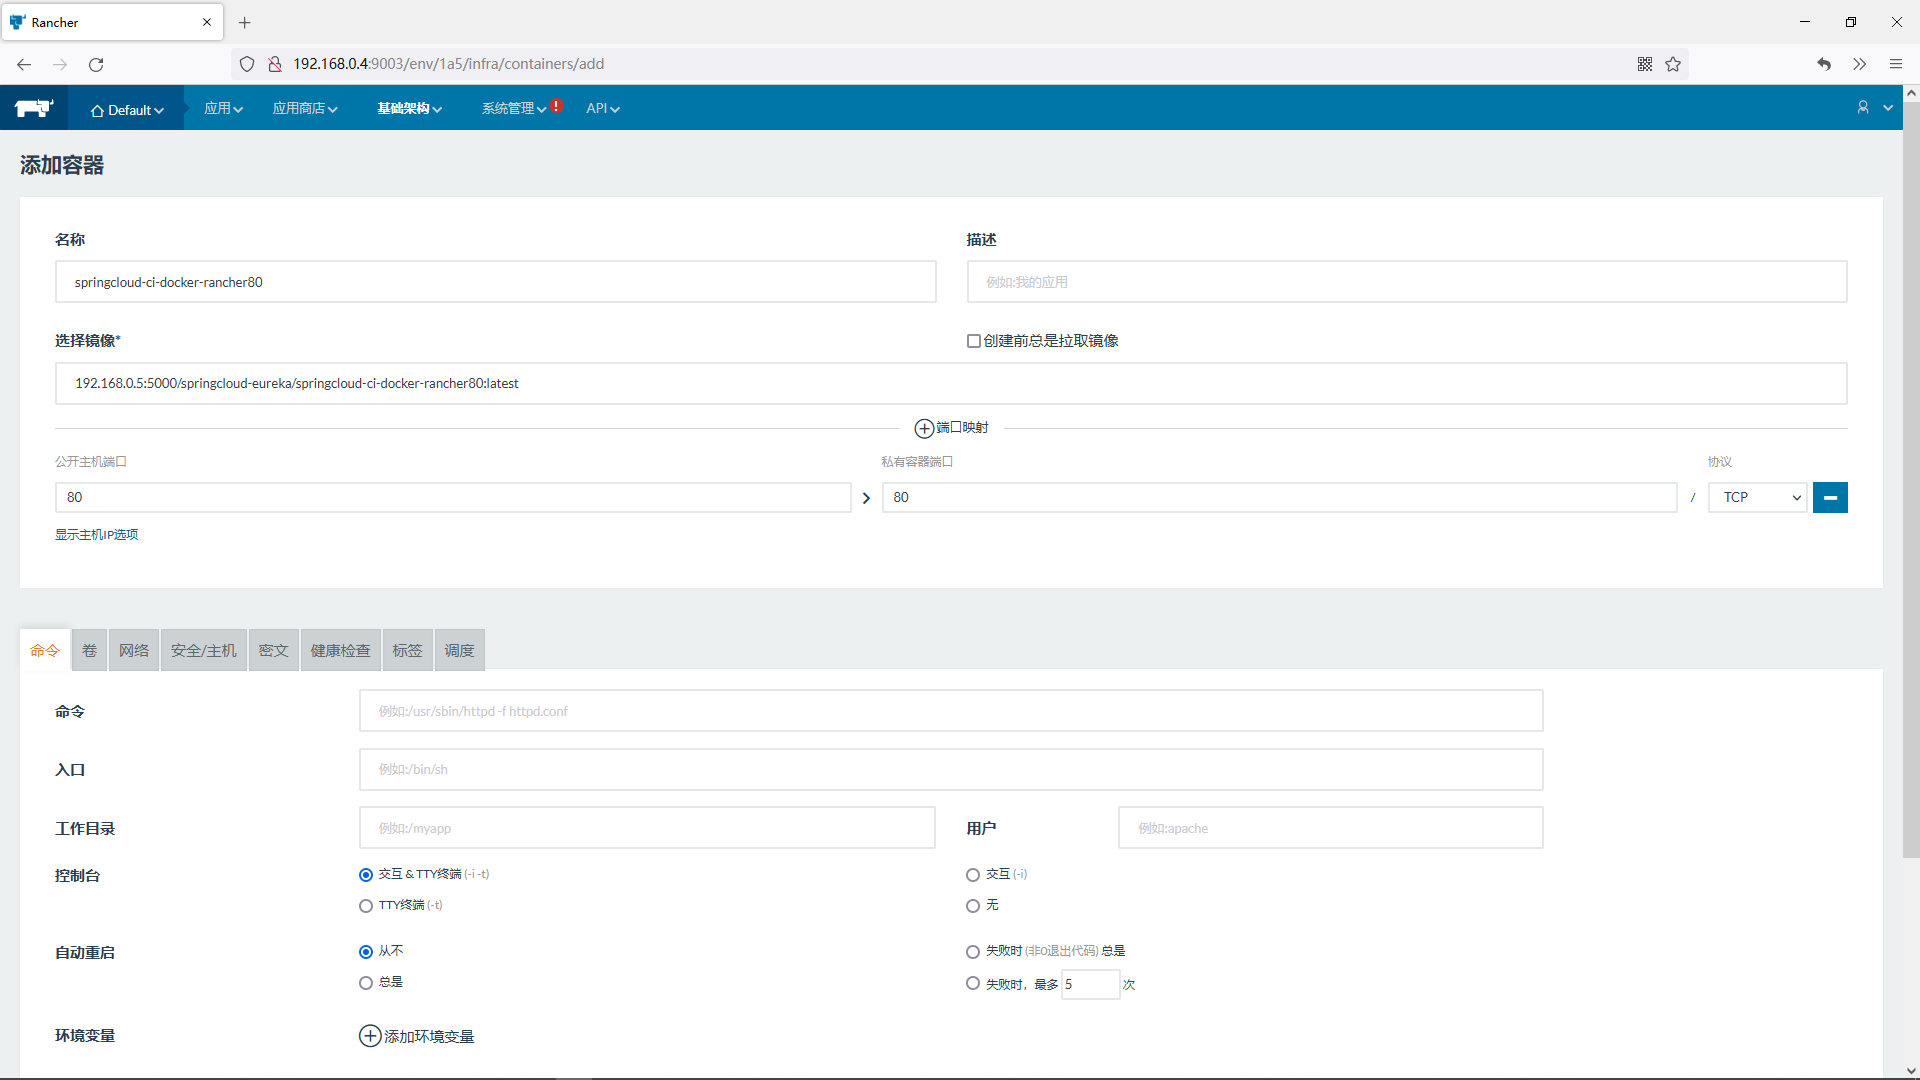 Rancher
192.168.0.4:9003/env/1a5/infra/containers/add
Default 应用 应用商店 基础架构 系统管理 ! API
添加容器
名称 描述
springcloud-ci-docker-rancher80 例如:我的应用
选择镜像* 创建前总是拉取镜像
192.168.0.5:5000/springcloud-eureka/springcloud-ci-docker-rancher80:latest
端口映射
公开主机端口 私有容器端口 协议
80 80 / TCP
显示主机IP选项
命令 卷 网络 安全/主机 密文 健康检查 标签 调度
命令 例如:/usr/sbin/httpd -f httpd.conf
入口 例如:/bin/sh
工作目录 例如:/myapp 用户 例如:apache
控制台 交互 & TTY终端 (-i -t) 交互 (-i)
TTY终端 (-t) 无
自动重启 从不 失败时 (非0退出代码) 总是
总是 失败时，最多 5 次
环境变量 添加环境变量